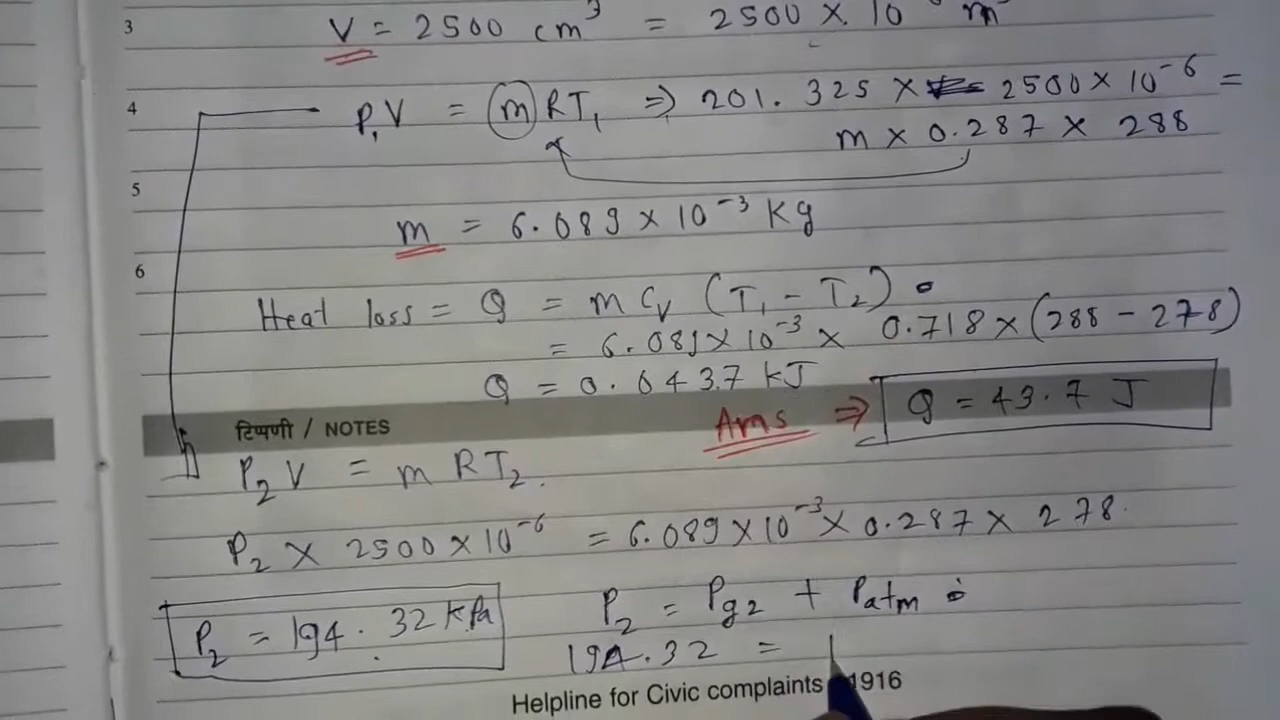 3
V = 2500 cm³ = 2500 × 10 m
4
P₁V = m RT₁ ⇒ 201.325 × 2500 × 10⁻⁶ =
m × 0.287 × 288
5
m = 6.089 × 10⁻³ Kg
6
Heat loss = Q = m Cv (T₁ - T₂)
= 6.089 × 10⁻³ × 0.718 × (288 - 278)
Q = 0.0437 kJ
Ans ⇒ Q = 43.7 J
टिप्पणी / NOTES
P₂V = m RT₂.
P₂ × 2500 × 10⁻⁶ = 6.089 × 10⁻³ × 0.287 × 278.
P₂ = 194.32 kPa
P₂ = Pg₂ + Patm
194.32 =
Helpline for Civic complaints 1916